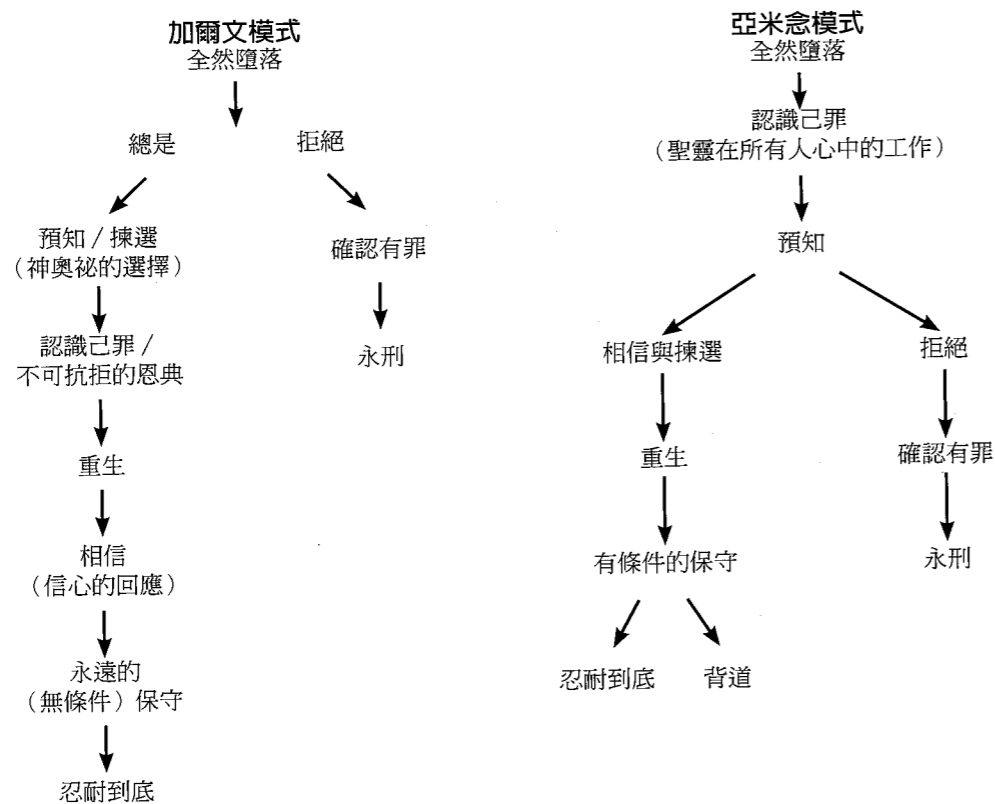 加爾文模式
全然墮落
總是
拒絕
預知/揀選
(神奧祕的選擇)
確認有罪
認識己罪/
不可抗拒的恩典
永刑
重生
相信
(信心的回應)
永遠的
(無條件)保守
忍耐到底
亞米念模式
全然墮落
認識己罪
(聖靈在所有人心中的工作)
預知
相信與揀選
拒絕
重生
確認有罪
有條件的保守
永刑
忍耐到底
背道